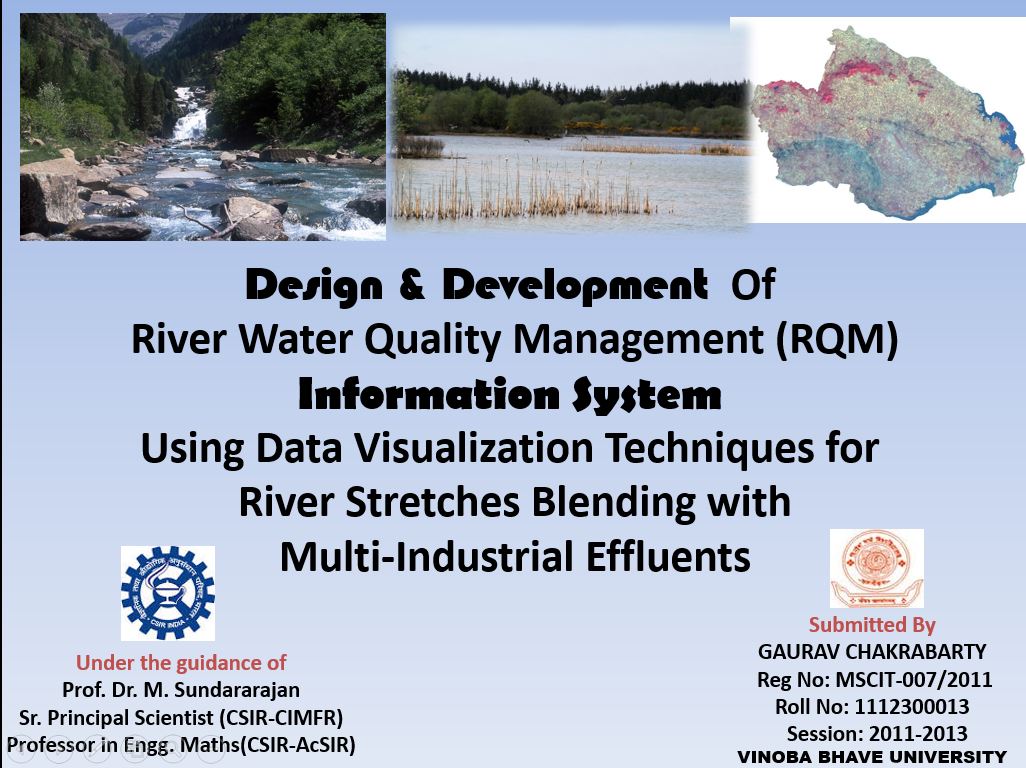 Design & Development Of
River Water Quality Management (RQM)
Information System
Using Data Visualization Techniques for
River Stretches Blending with
Multi-Industrial Effluents
CSIR-INDIA
Under the guidance of
Prof. Dr. M. Sundararajan
Sr. Principal Scientist (CSIR-CIMFR)
Professor in Engg. Maths(CSIR-AcSIR)
Submitted By
GAURAV CHAKRABARTY
Reg No: MSCIT-007/2011
Roll No: 1112300013
Session: 2011-2013
VINOBA BHAVE UNIVERSITY